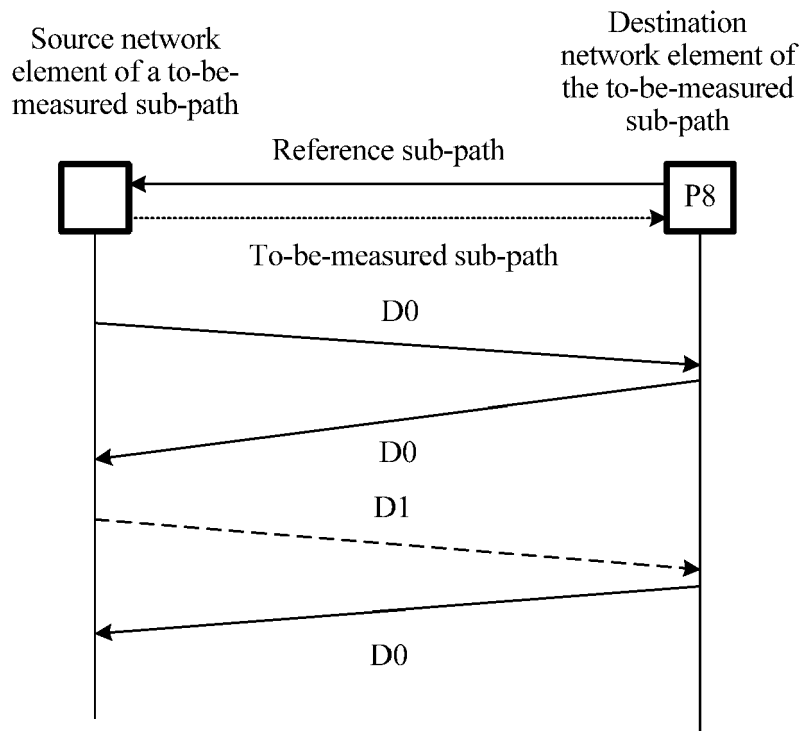 Source network
element of a to-be-
measured sub-path
Destination
network element of
the to-be-measured
sub-path
Reference sub-path
P8
To-be-measured sub-path
D0
D0
D1
D0